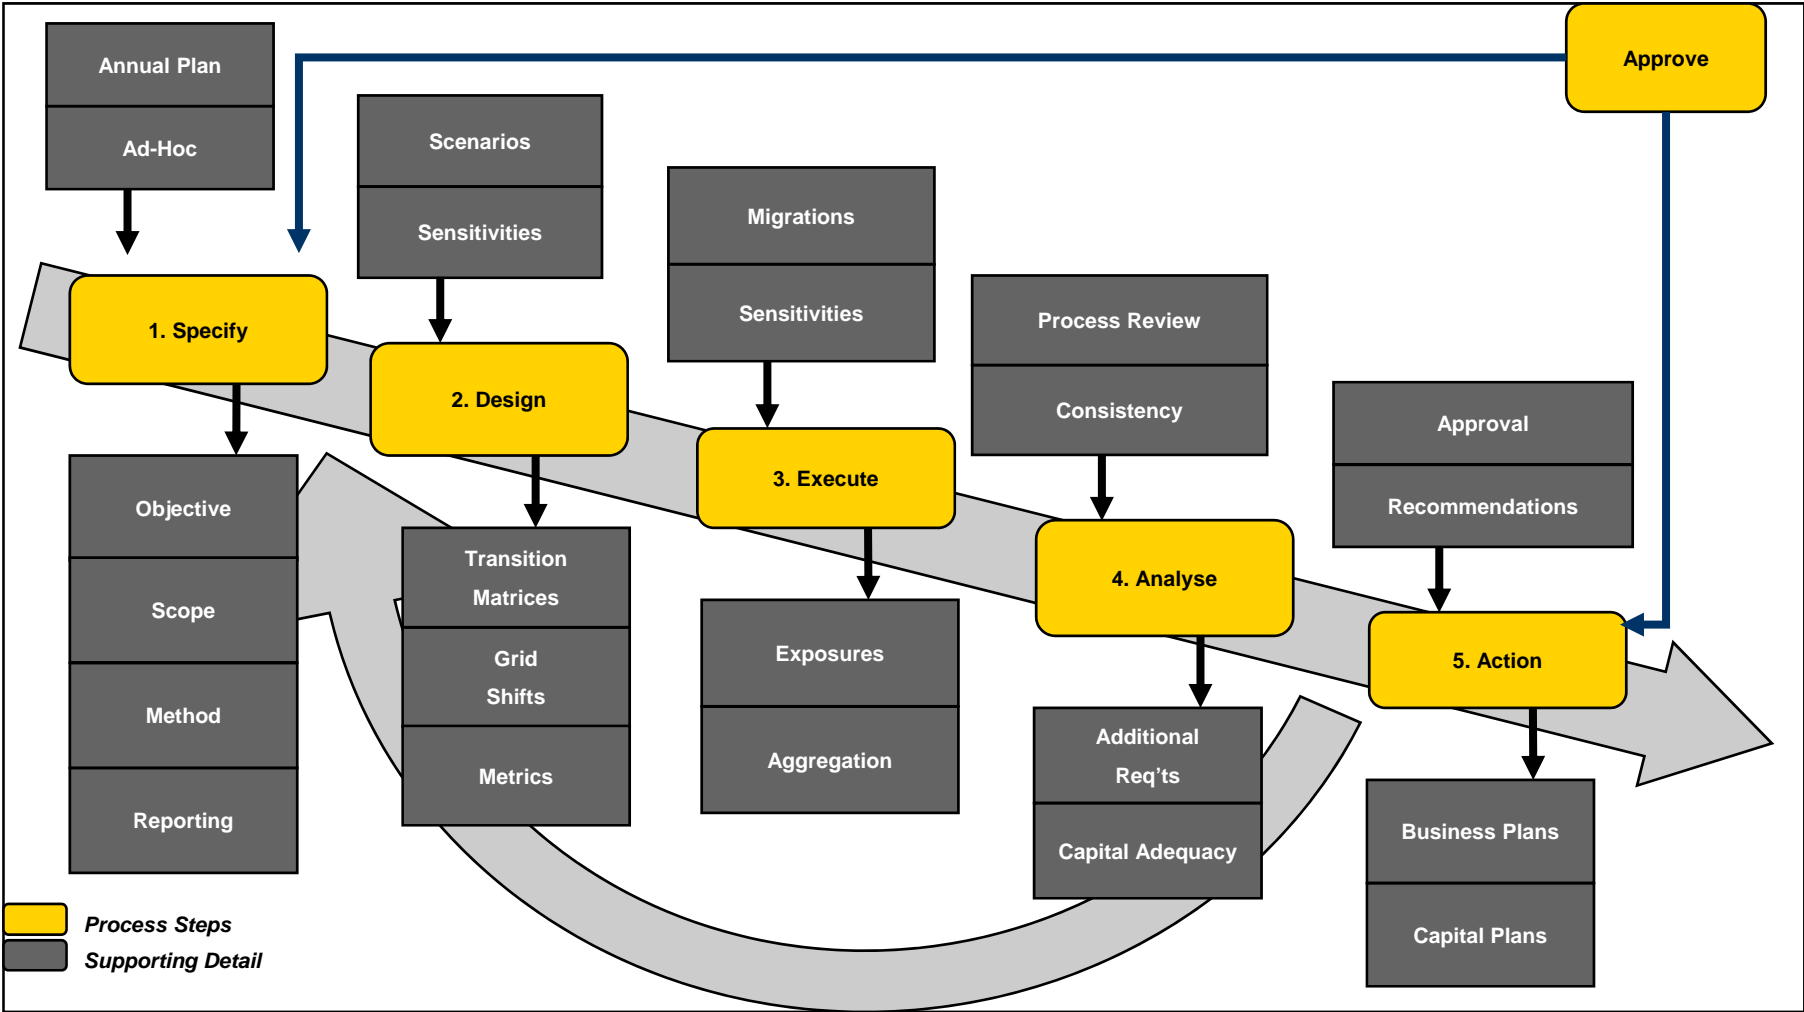 Approve
Annual Plan
Ad-Hoc
Scenarios
Sensitivities
Migrations
Sensitivities
Process Review
Consistency
Approval
Recommendations
1. Specify
2. Design
3. Execute
4. Analyse
5. Action
Objective
Scope
Method
Reporting
Transition
Matrices
Grid
Shifts
Metrics
Exposures
Aggregation
Additional
Req’ts
Capital Adequacy
Business Plans
Capital Plans
Process Steps
Supporting Detail